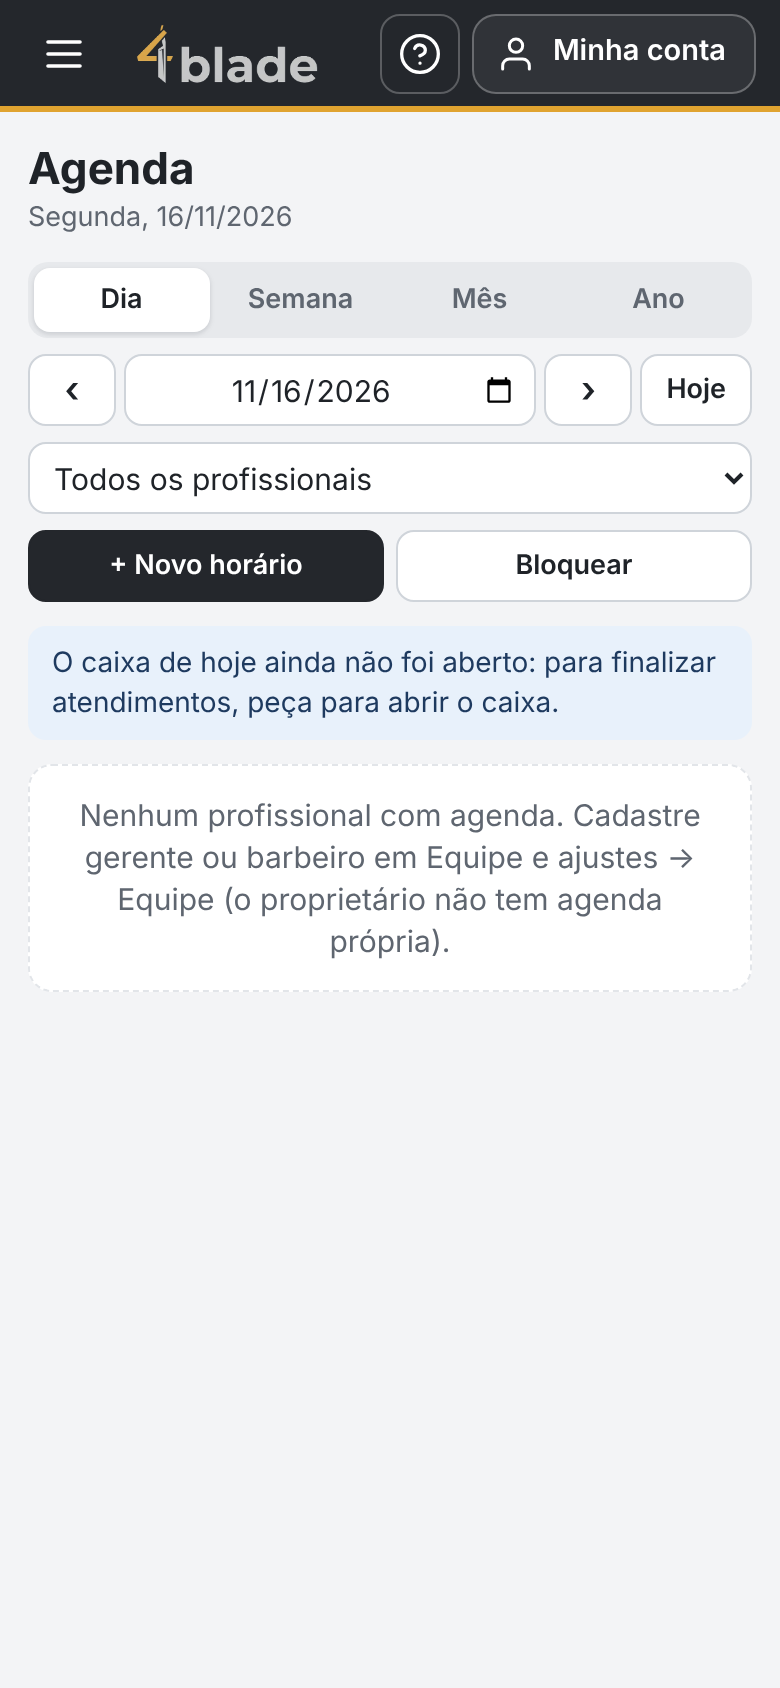 4blade
Minha conta
Agenda
Segunda, 16/11/2026
Dia
Semana
Mês
Ano
‹
11/16/2026
›
Hoje
Todos os profissionais
+ Novo horário
Bloquear
O caixa de hoje ainda não foi aberto: para finalizar
atendimentos, peça para abrir o caixa.
Nenhum profissional com agenda. Cadastre
gerente ou barbeiro em Equipe e ajustes →
Equipe (o proprietário não tem agenda
própria).